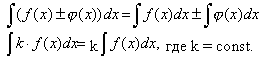 ∫(f(x)±φ(x))dx=∫f(x)dx±∫φ(x)dx
∫k·f(x)dx= k∫f(x)dx, где k = const.